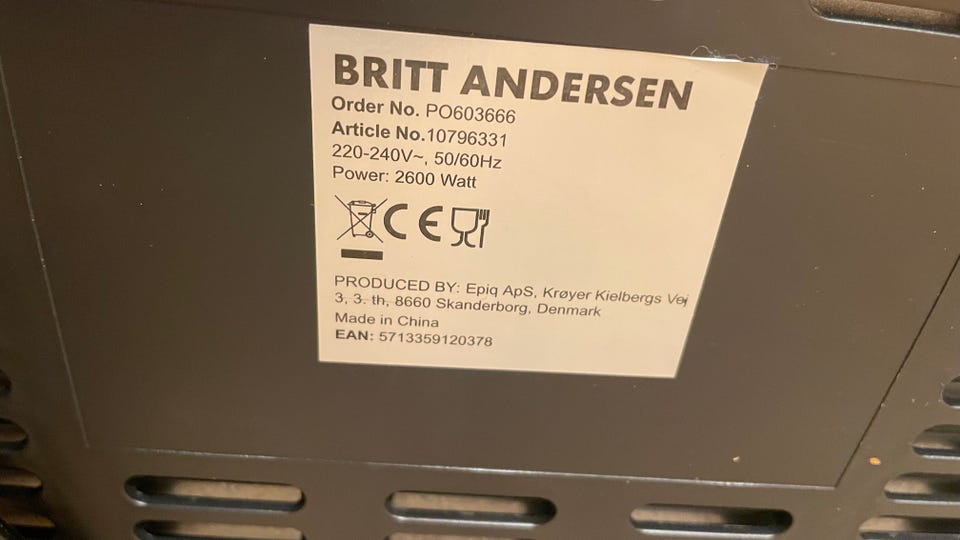 BRITT ANDERSEN
Order No. PO603666
Article No.10796331
220-240V~, 50/60Hz
Power: 2600 Watt
CE
PRODUCED BY: Epiq ApS, Krøyer Kielbergs Vej
3, 3. th, 8660 Skanderborg, Denmark
Made in China
EAN: 5713359120378